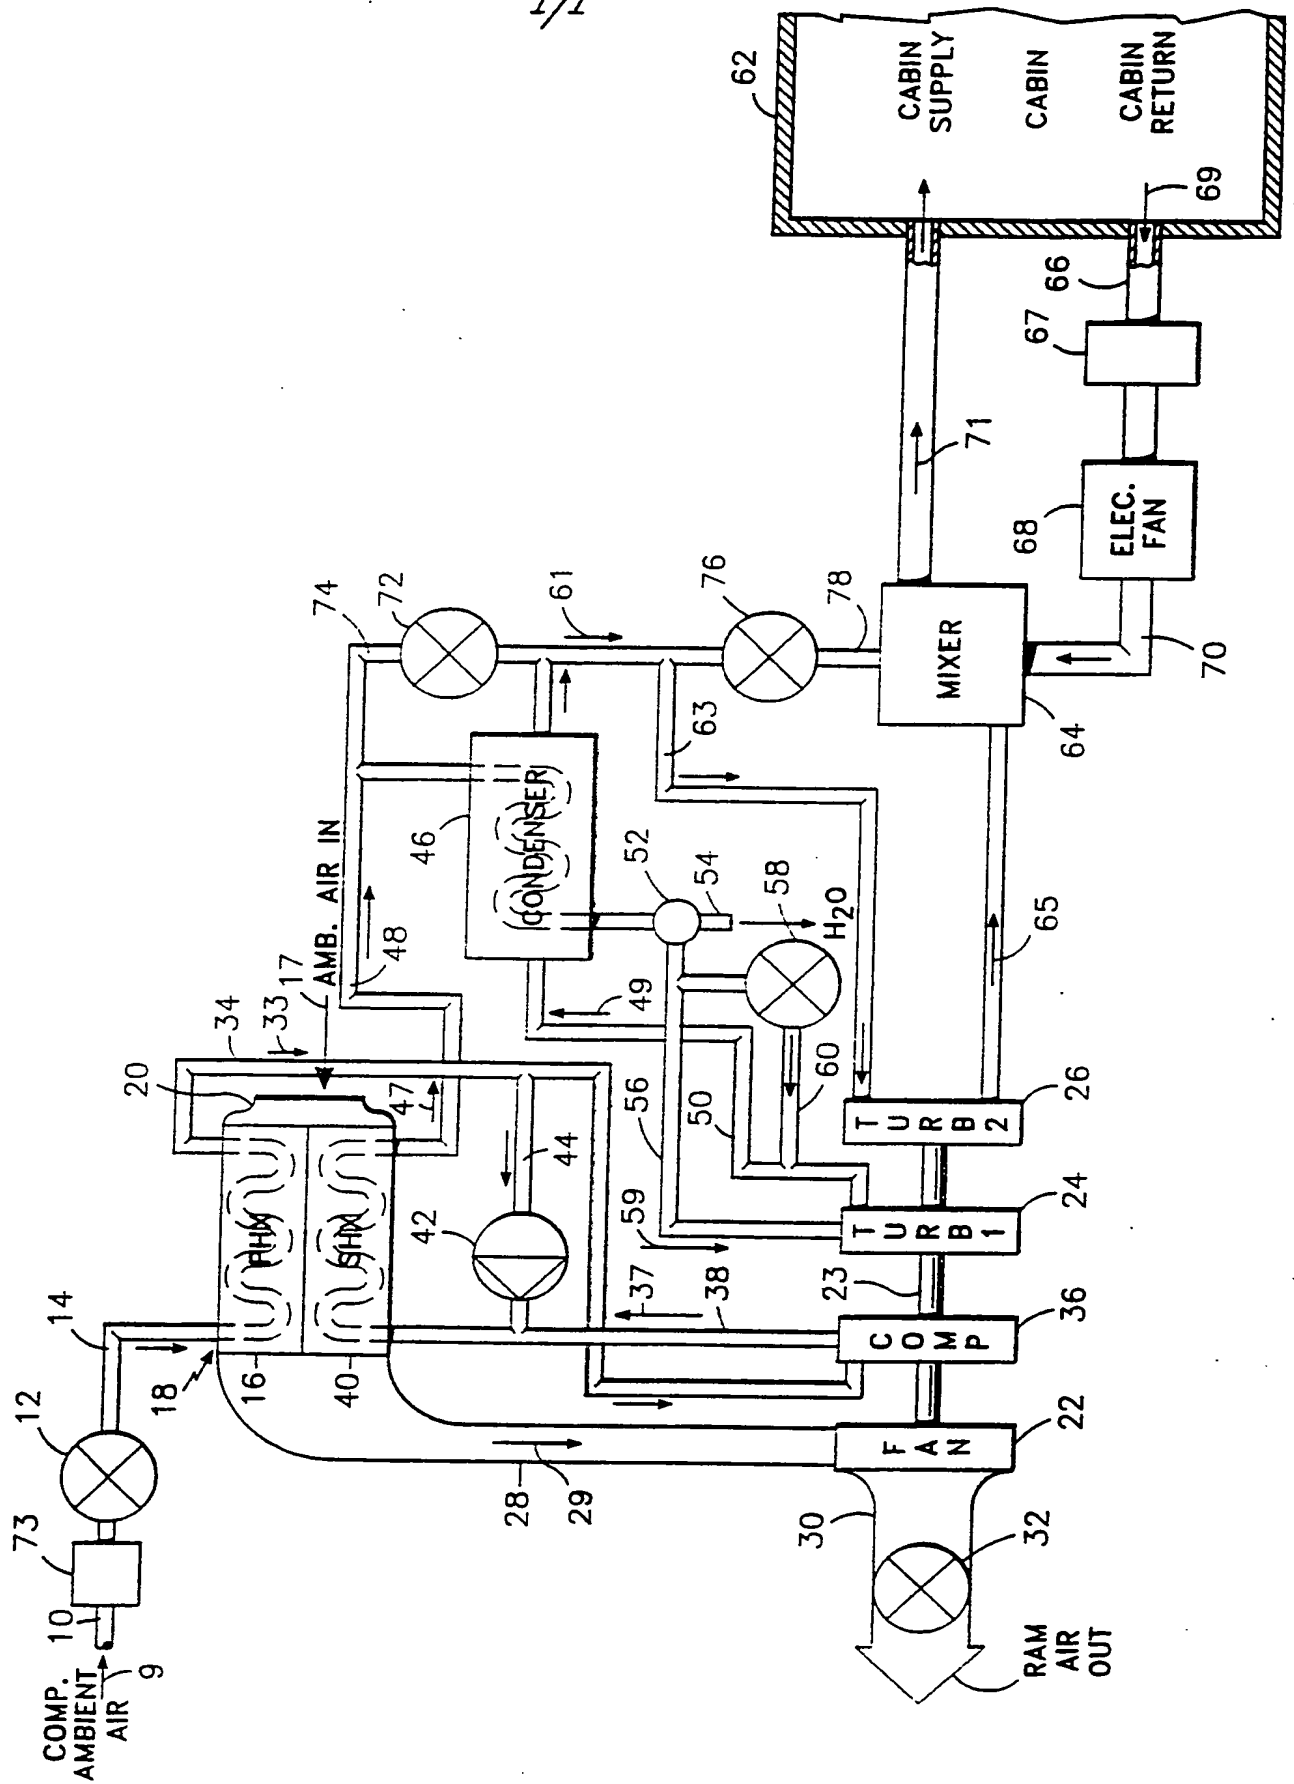 1/1
62
CABIN
SUPPLY
CABIN
CABIN
RETURN
69
66
67
71
68
ELEC.
FAN
70
74
72
61
76
78
MIXER
64
63
46
CONDENSER
52
54
H2O
58
65
17
AMB. AIR IN
48
34
33
20
47
49
44
56
50
60
26
TURB 2
14
18
PHX
SHX
16
40
42
59
37
38
23
24
TURB 1
36
COMP
12
73
10
COMP.
AMBIENT
AIR
9
28
29
22
FAN
30
32
RAM
AIR
OUT